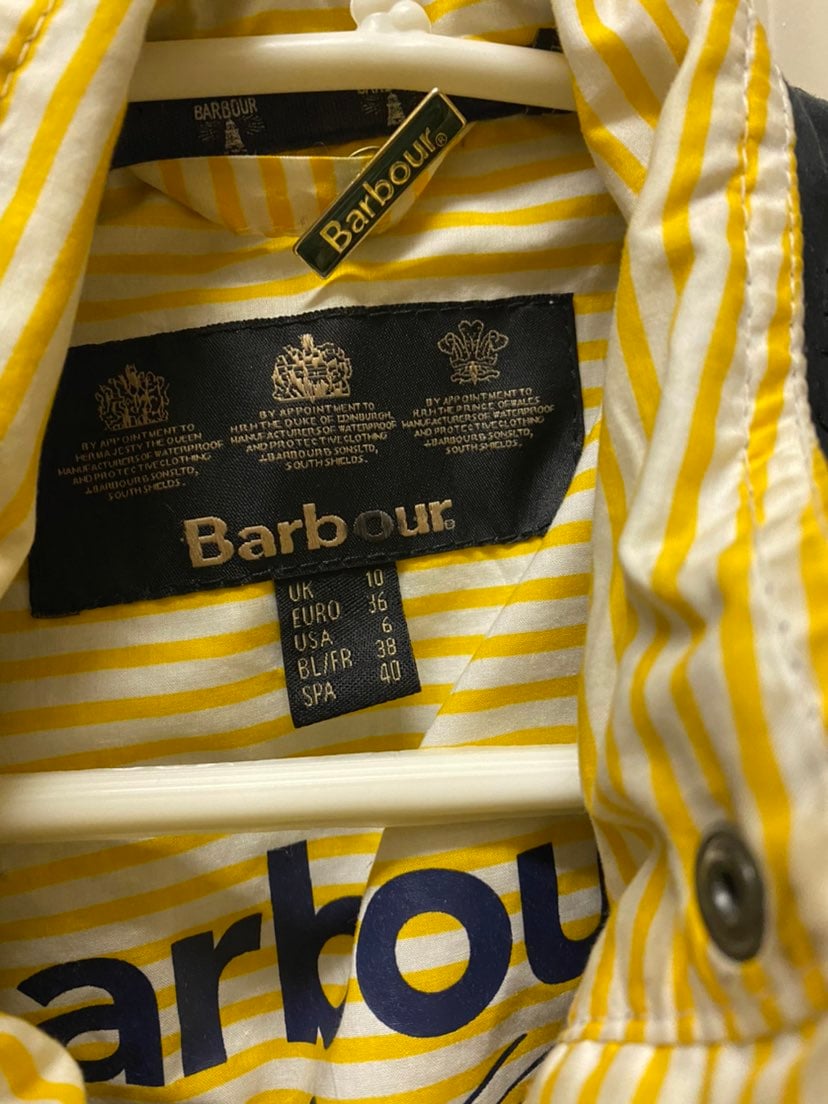 BARBOUR
Barbour®
BY APPOINTMENT TO
HER MAJESTY THE QUEEN
MANUFACTURERS OF WATERPROOF
AND PROTECTIVE CLOTHING
J.BARBOUR & SONS LTD,
SOUTH SHIELDS.
BY APPOINTMENT TO
H.R.H. THE DUKE OF EDINBURGH
MANUFACTURERS OF WATERPROOF
AND PROTECTIVE CLOTHING
J.BARBOUR & SONS LTD,
SOUTH SHIELDS.
BY APPOINTMENT TO
H.R.H. THE PRINCE OF WALES
MANUFACTURERS OF WATERPROOF
AND PROTECTIVE CLOTHING
J.BARBOUR & SONS LTD,
SOUTH SHIELDS.
Barbour®
UK 10
EURO 36
USA 6
BL/FR 38
SPA 40
arbou